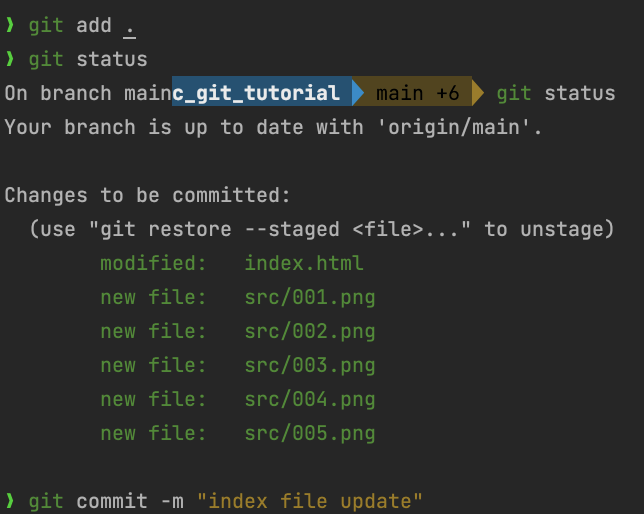 ❯ git add .
❯ git status
On branch mainc_git_tutorial main +6 git status
Your branch is up to date with 'origin/main'.
Changes to be committed:
(use "git restore --staged <file>..." to unstage)
modified: index.html
new file: src/001.png
new file: src/002.png
new file: src/003.png
new file: src/004.png
new file: src/005.png
❯ git commit -m "index file update"